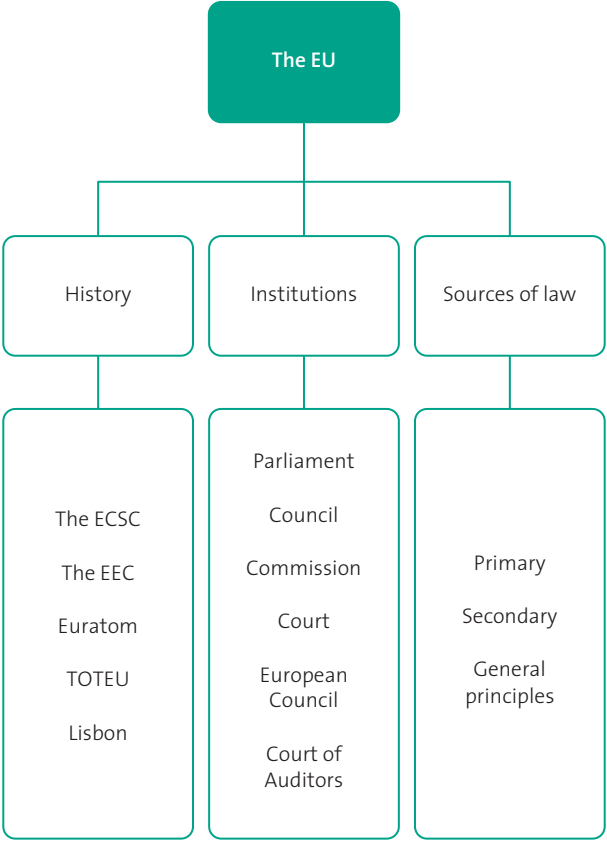 The EU
History
Institutions
Sources of law
The ECSC
The EEC
Euratom
TOTEU
Lisbon
Parliament
Council
Commission
Court
European
Council
Court of
Auditors
Primary
Secondary
General
principles